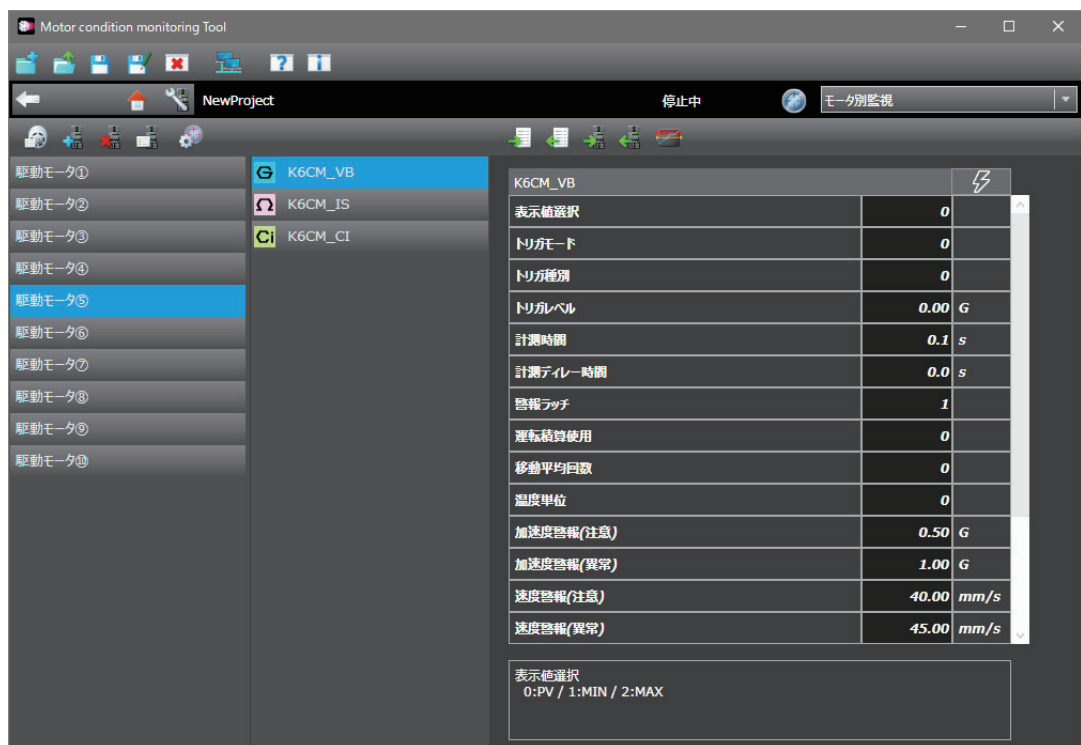 Motor condition monitoring Tool
NewProject 停止中 モータ別監視
駆動モータ①
駆動モータ②
駆動モータ③
駆動モータ④
駆動モータ⑤
駆動モータ⑥
駆動モータ⑦
駆動モータ⑧
駆動モータ⑨
駆動モータ⑩
G K6CM_VB
Ω K6CM_IS
Ci K6CM_CI
K6CM_VB
表示値選択 0
トリガモード 0
トリガ種別 0
トリガレベル 0.00 G
計測時間 0.1 s
計測ディレー時間 0.0 s
警報ラッチ 1
運転積算使用 0
移動平均回数 0
温度単位 0
加速度警報(注意) 0.50 G
加速度警報(異常) 1.00 G
速度警報(注意) 40.00 mm/s
速度警報(異常) 45.00 mm/s
表示値選択
0:PV / 1:MIN / 2:MAX